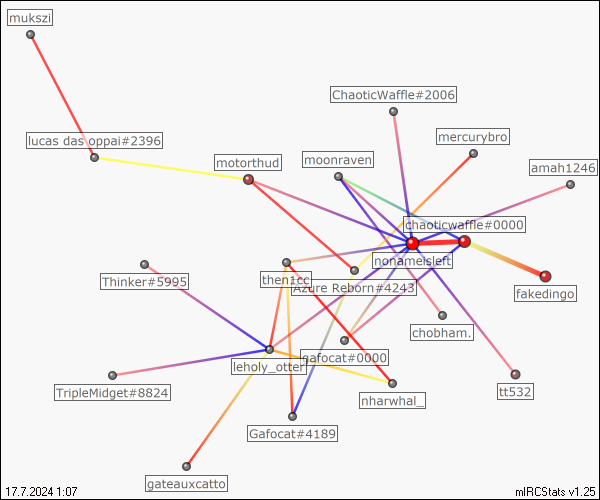 mukszi
ChaoticWaffle#2006
lucas das oppai#2396
mercurybro
motorthud
moonraven
amah1246
chaoticwaffle#0000
nonameisleft
Thinker#5995
then1cc
Azure Reborn#4243
fakedingo
chobham.
gafocat#0000
leholy_otter
TripleMidget#8824
nharwhal_
tt532
Gafocat#4189
gateauxcatto
17.7.2024 1:07
mIRCStats v1.25